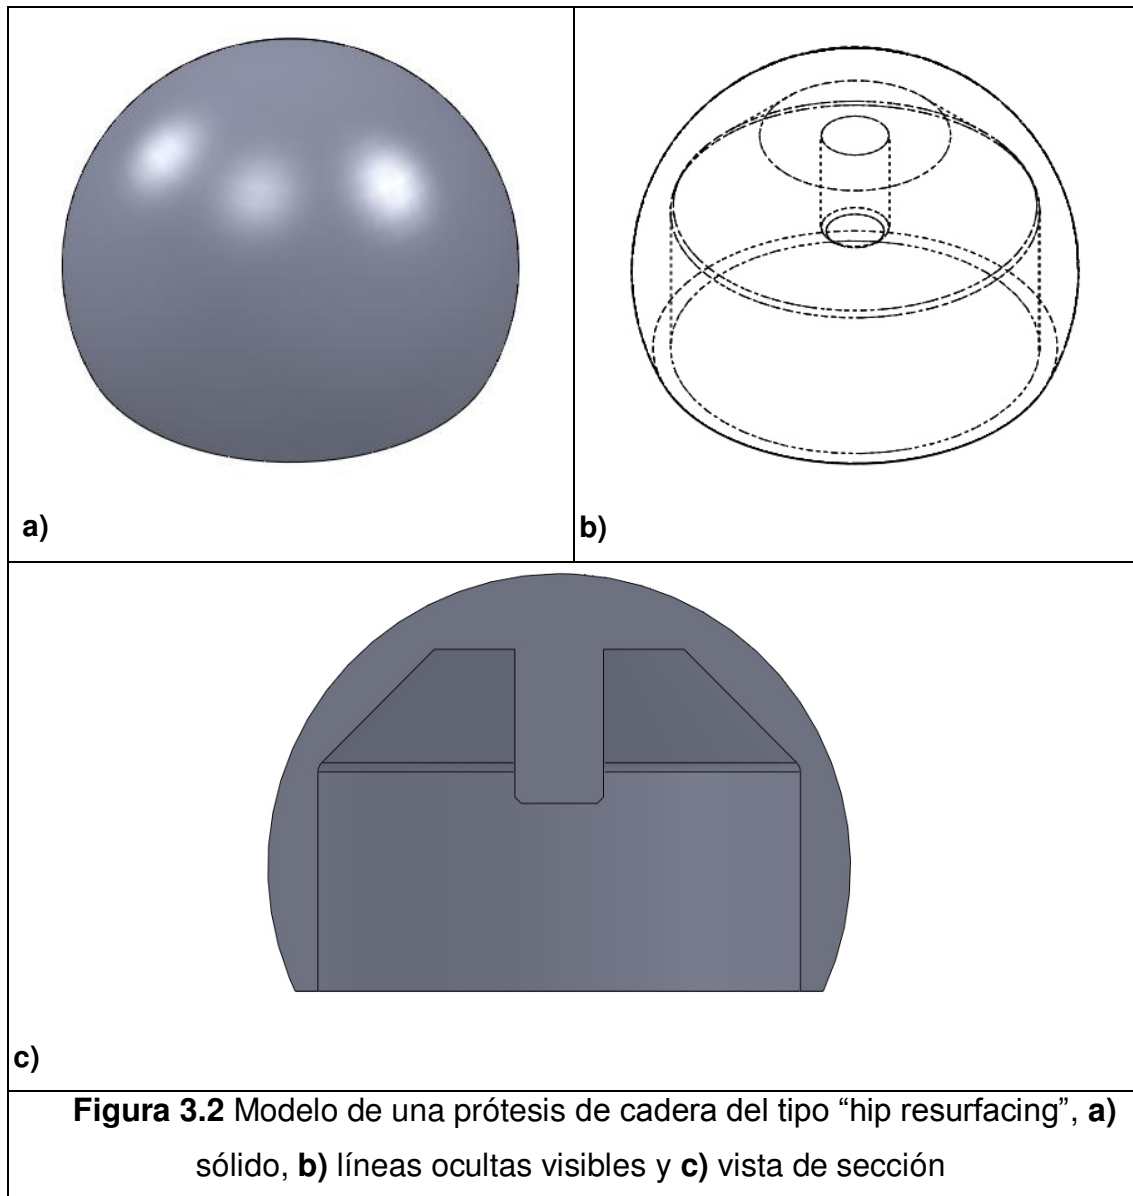 a)
b)
c)
Figura 3.2 Modelo de una prótesis de cadera del tipo “hip resurfacing”, a)
sólido, b) líneas ocultas visibles y c) vista de sección